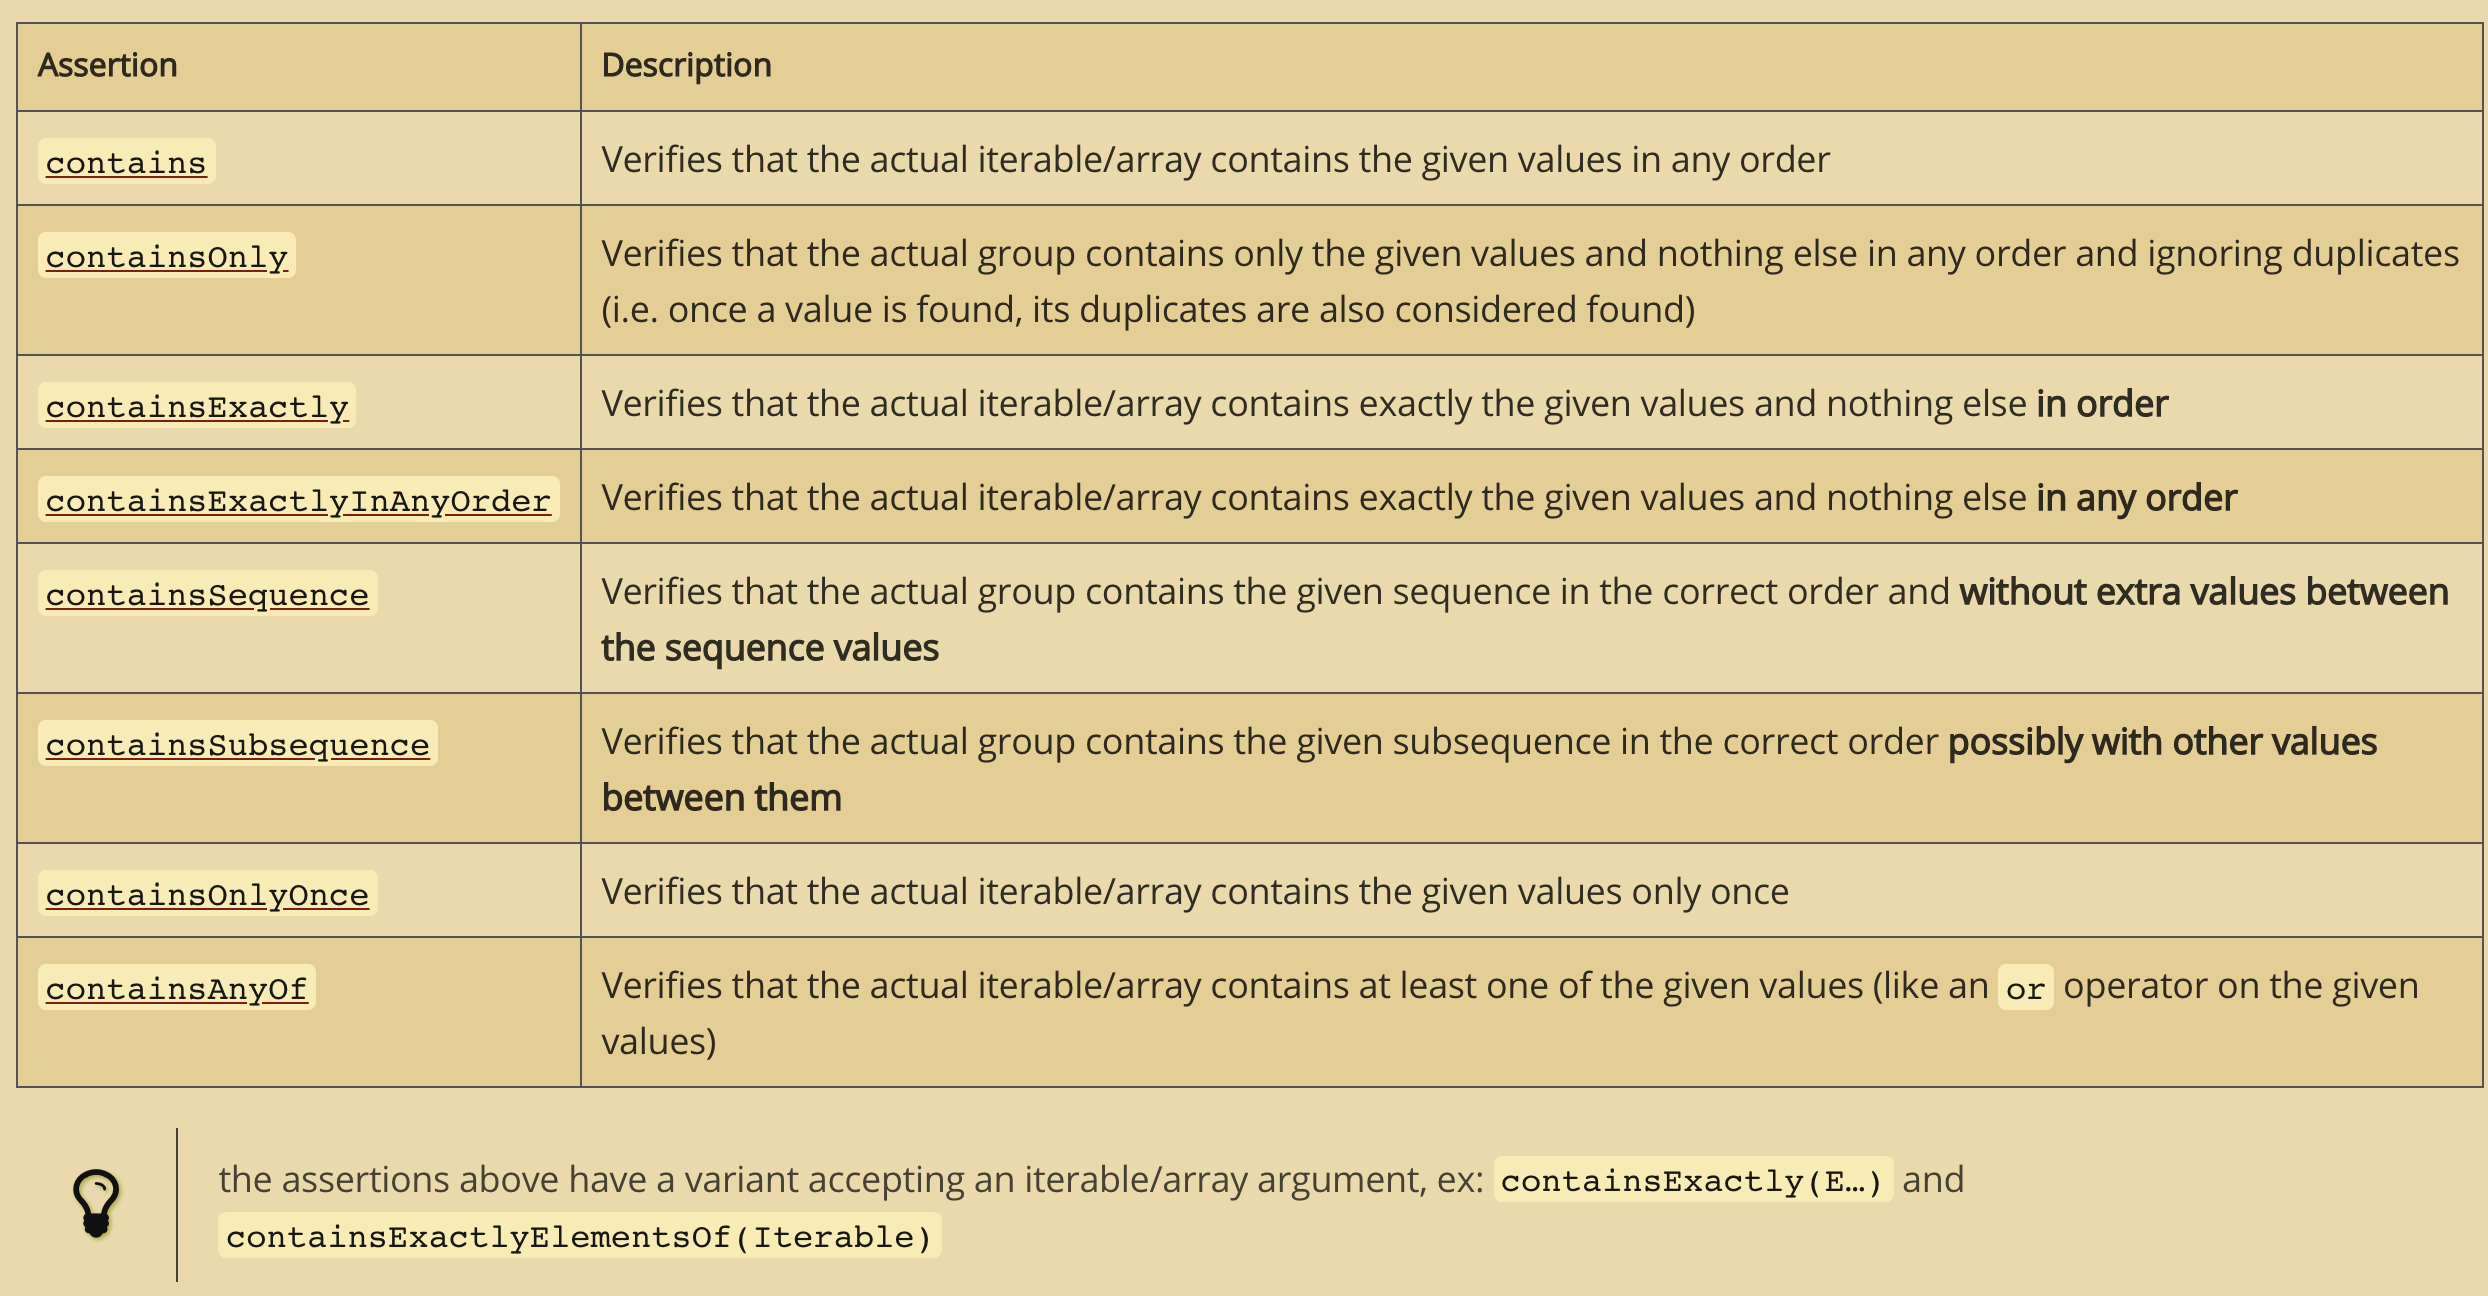 Assertion
Description
contains
Verifies that the actual iterable/array contains the given values in any order
containsOnly
Verifies that the actual group contains only the given values and nothing else in any order and ignoring duplicates
(i.e. once a value is found, its duplicates are also considered found)
containsExactly
Verifies that the actual iterable/array contains exactly the given values and nothing else in order
containsExactlyInAnyOrder
Verifies that the actual iterable/array contains exactly the given values and nothing else in any order
containsSequence
Verifies that the actual group contains the given sequence in the correct order and without extra values between
the sequence values
containsSubsequence
Verifies that the actual group contains the given subsequence in the correct order possibly with other values
between them
containsOnlyOnce
Verifies that the actual iterable/array contains the given values only once
containsAnyOf
Verifies that the actual iterable/array contains at least one of the given values (like an or operator on the given
values)
the assertions above have a variant accepting an iterable/array argument, ex: containsExactly(E…) and
containsExactlyElementsOf(Iterable)